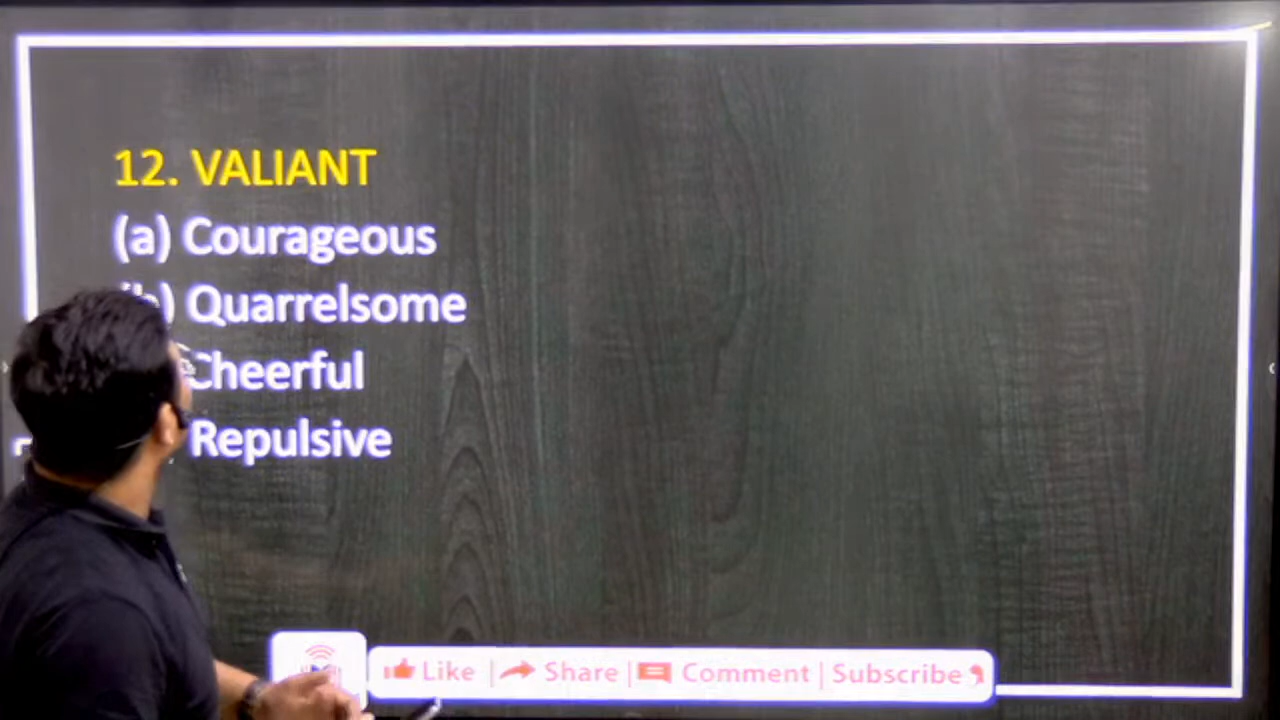 12. VALIANT
(a) Courageous
(b) Quarrelsome
Cheerful
Repulsive
Like | Share | Comment | Subscribe